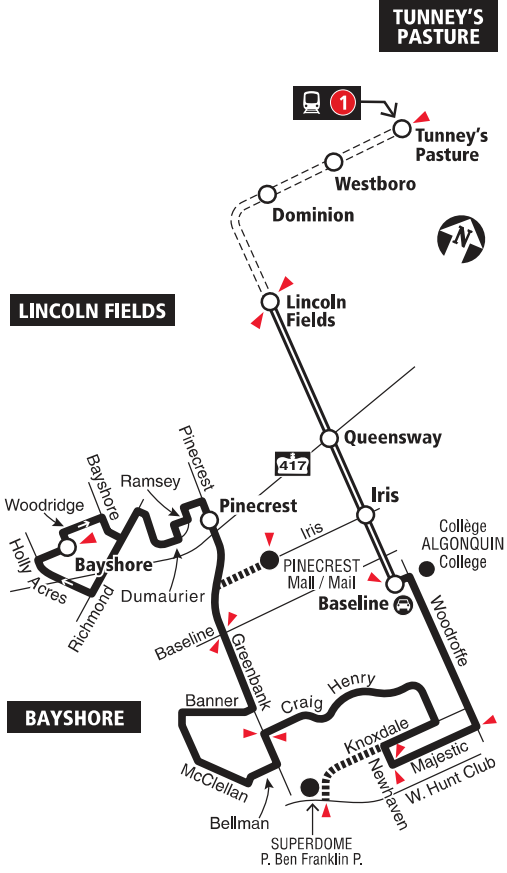 TUNNEY'S
PASTURE
1
Tunney's
Pasture
Westboro
Dominion
N
LINCOLN FIELDS
Lincoln
Fields
Queensway
417
Pinecrest
Ramsey
Bayshore
Woodridge
Pinecrest
Iris
Iris
Collège
ALGONQUIN
College
Bayshore
Holly
Acres
Richmond
Dumaurier
PINECREST
Mall / Mail
Baseline
Woodroffe
Baseline
Greenbank
BAYSHORE
Banner
Craig
Henry
Knoxdale
Majestic
Newhaven
W. Hunt Club
McClellan
Bellman
SUPERDOME
P. Ben Franklin P.